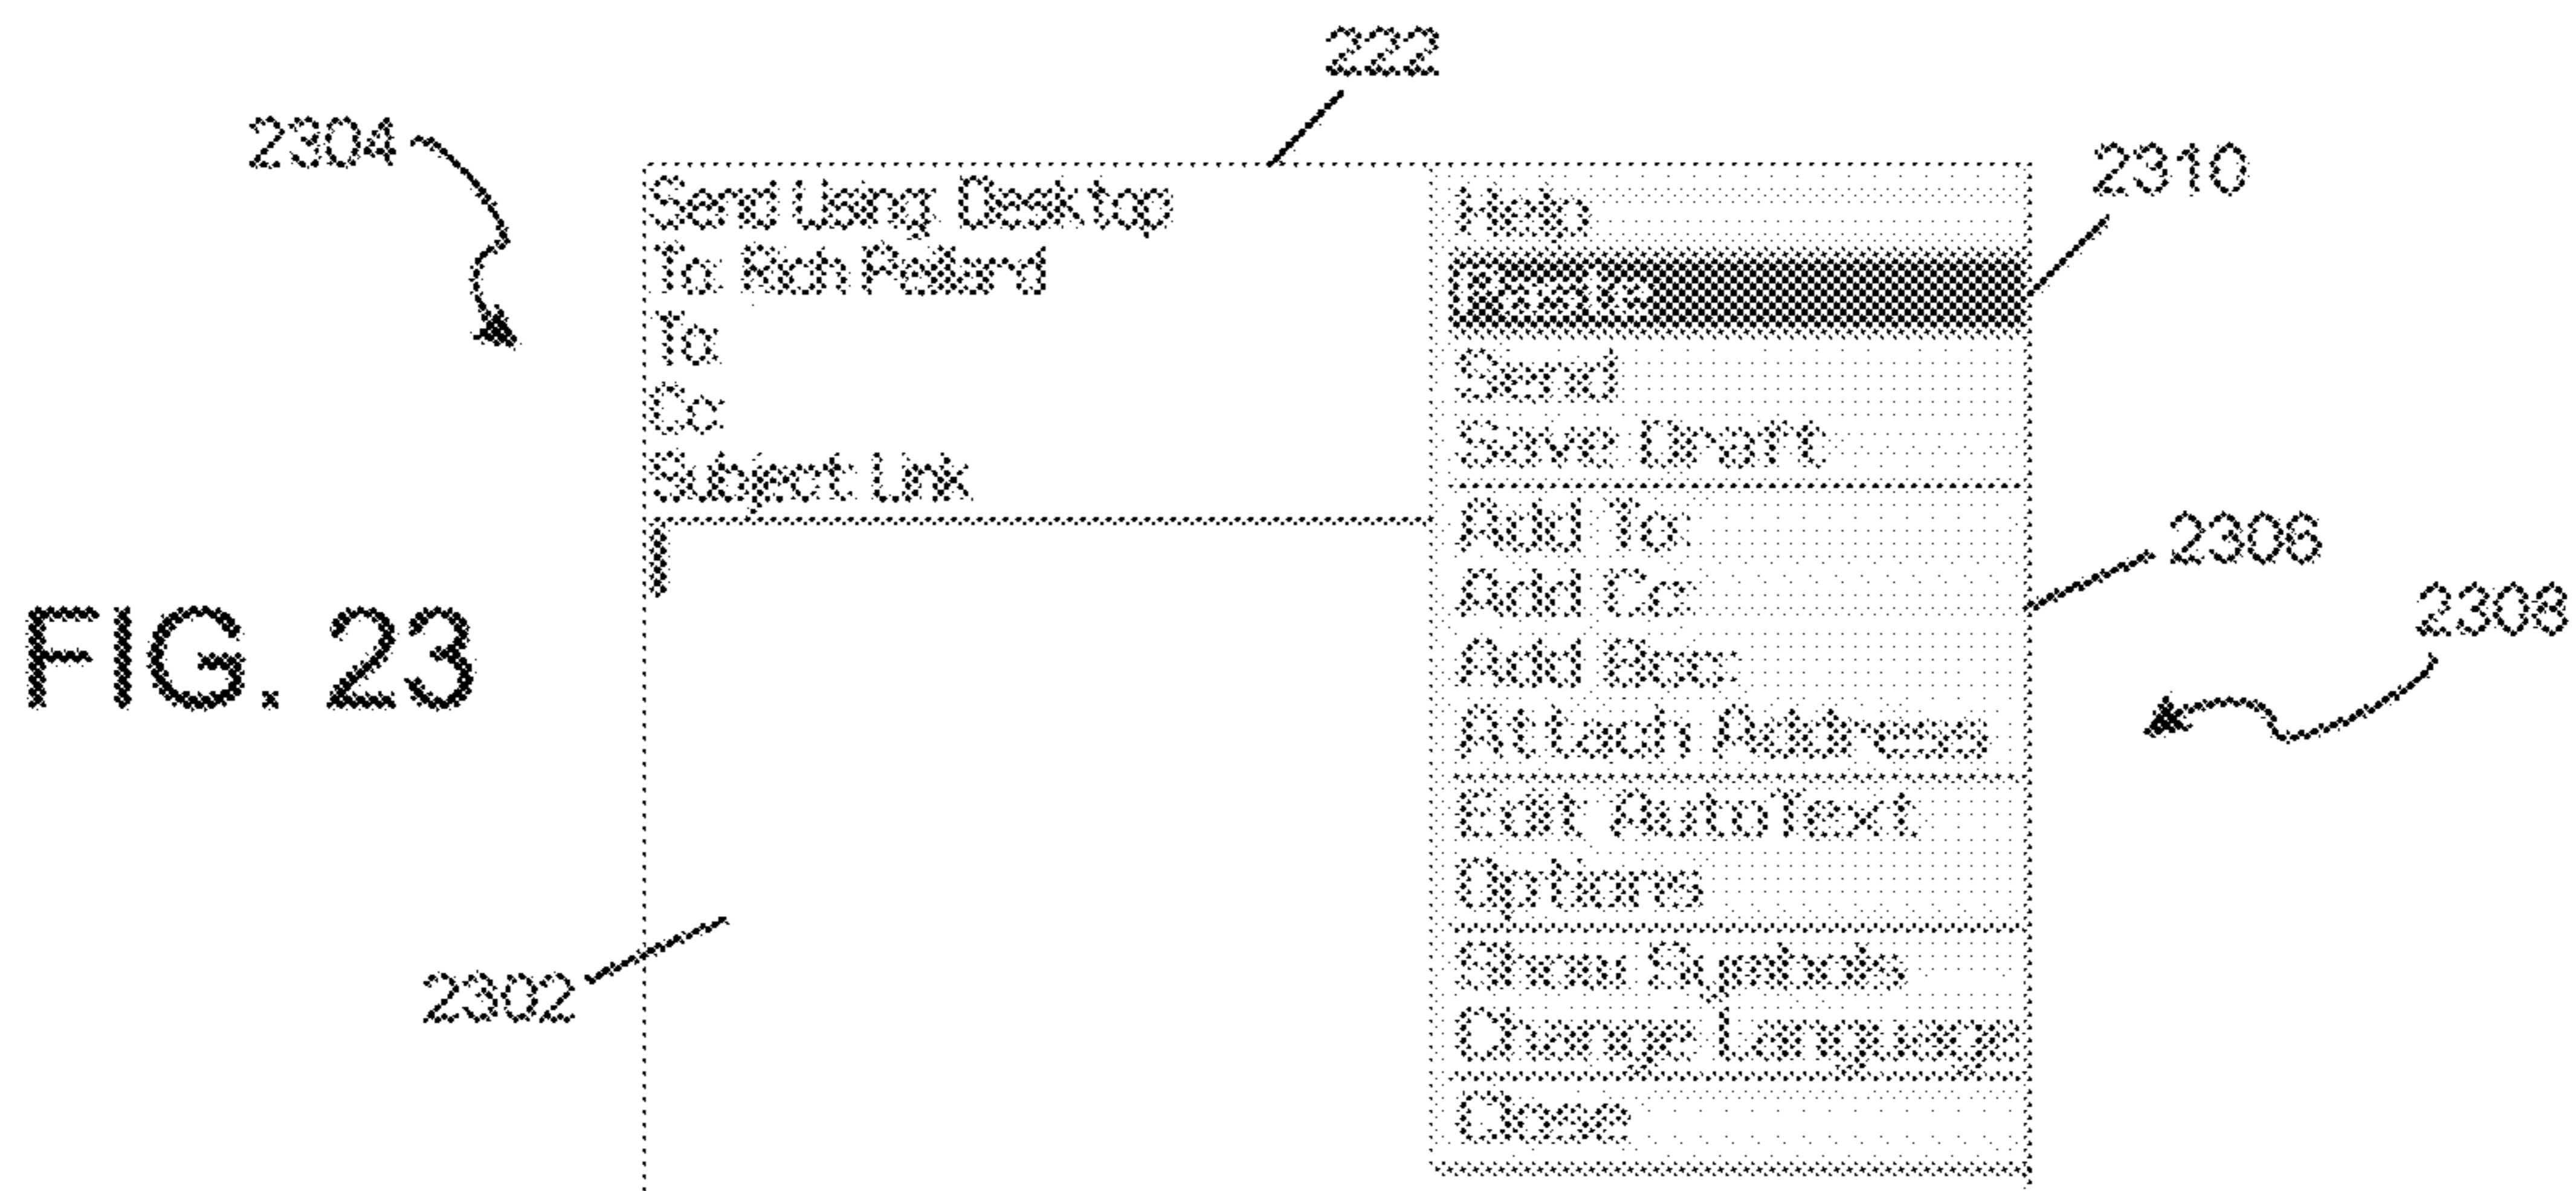 222
2304
2310
Send Using: Desktop
To: Rich Pollard
To:
Cc:
Subject: Link
Help
Paste
Send
Save Draft
Add To:
Add Cc:
Add Bcc:
Attach Address
Edit AutoText
Options
Show Symbols
Change Language
Close
2306
2308
FIG. 23
2302